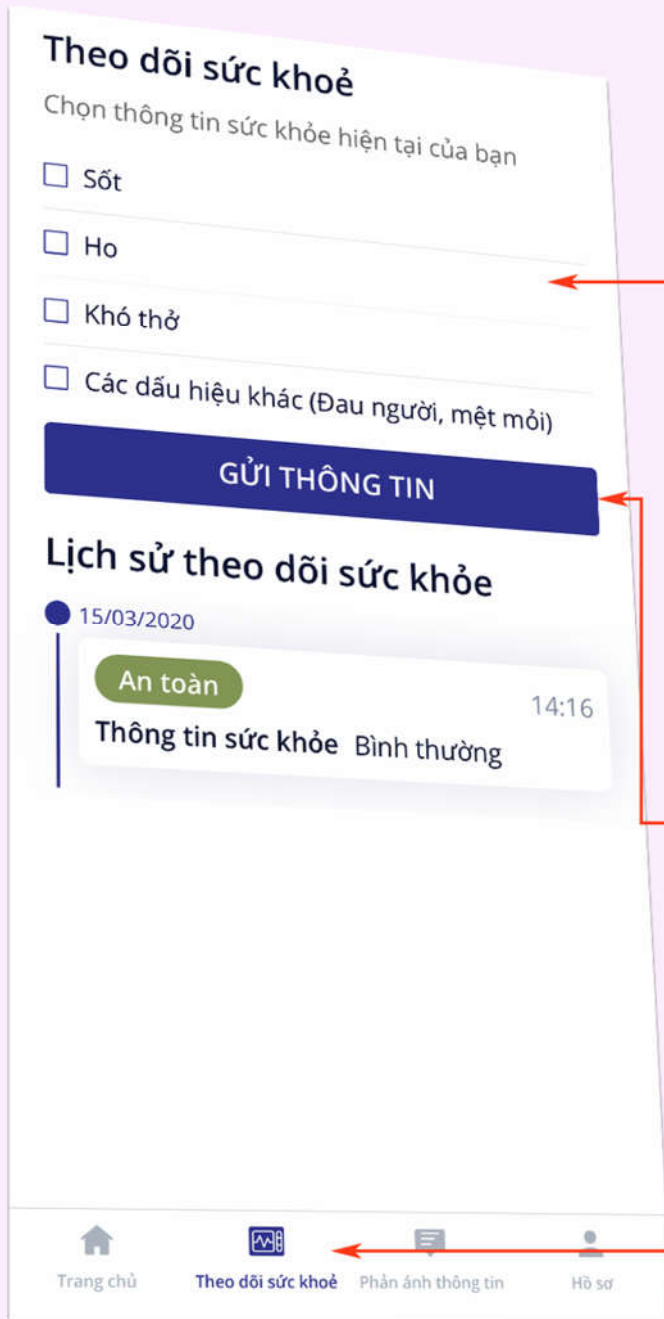 Theo dõi sức khoẻ
Chọn thông tin sức khỏe hiện tại của bạn
Sốt
Ho
Khó thở
Các dấu hiệu khác (Đau người, mệt mỏi)
GỬI THÔNG TIN
Lịch sử theo dõi sức khỏe
15/03/2020
An toàn
14:16
Thông tin sức khỏe Bình thường
Trang chủ Theo dõi sức khoẻ Phản ánh thông tin Hồ sơ